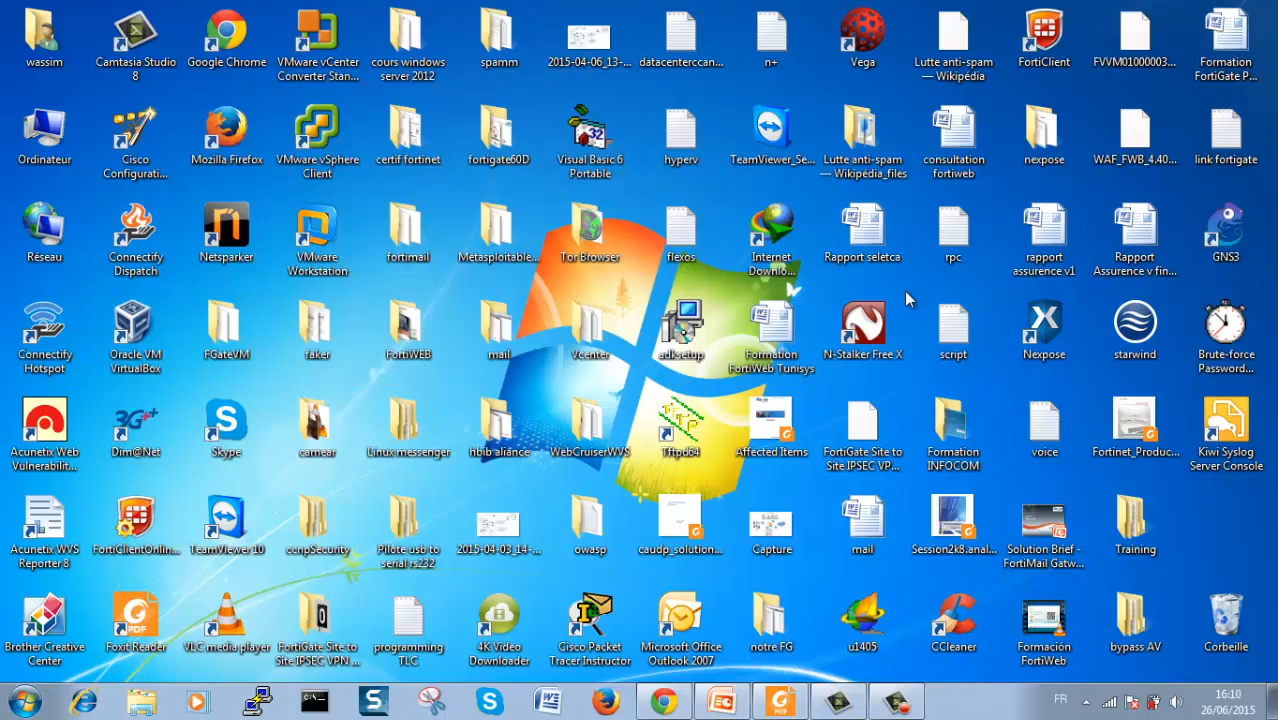 wassim
Camtasia Studio
8
Google Chrome
VMware vCenter
Converter Stan...
cours windows
server 2012
spamm
2015-04-06_13-...
datacenterccan...
n+
Vega
Lutte anti-spam
— Wikipédia
FortiClient
FVVM01000003...
Formation
FortiGate P...
Ordinateur
Cisco
Configurati...
Mozilla Firefox
VMware vSphere
Client
certif fortinet
fortigate60D
32
Visual Basic 6
Portable
hyperv
TeamViewer_Se...
Lutte anti-spam
— Wikipédia_files
consultation
fortiweb
nexpose
WAF_FWB_4.40...
link fortigate
Réseau
Connectify
Dispatch
Netsparker
VMware
Workstation
fortimail
Metasploitable...
Tor Browser
flexos
Internet
Downlo...
Rapport seletca
rpc
rapport
assurence v1
Rapport
Assurence v fin...
GNS3
Connectify
Hotspot
Oracle VM
VirtualBox
FGateVM
faker
FortiWEB
mail
Vcenter
adksetup
Formation
FortiWeb Tunisys
N-Stalker Free X
script
Nexpose
starwind
Brute-force
Password...
Acunetix Web
Vulnerabilit...
3G++
Dim@Net
Skype
camear
Linux messenger
hbib aliance
WebCruiserWVS
Tftpd64
Affected Items
FortiGate Site to
Site IPSEC VP...
Formation
INFOCOM
voice
Fortinet_Produc...
Kiwi Syslog
Server Console
Acunetix WVS
Reporter 8
FortiClientOnlin...
TeamViewer 10
ccnpSecurity
Pilote usb to
serial rs232
2015-04-03_14-...
owasp
caudp_solution...
Capture
mail
Session2k8.anal...
Solution Brief -
FortiMail Gatw...
Training
Brother Creative
Center
PDF
Foxit Reader
VLC media player
FortiGate Site to
Site IPSEC VPN ...
programming
TLC
4K Video
Downloader
Cisco Packet
Tracer Instructor
Microsoft Office
Outlook 2007
notre FG
u1405
CCleaner
Formación
FortiWeb
bypass AV
Corbeille
PDF
FR
16:10
26/06/2015